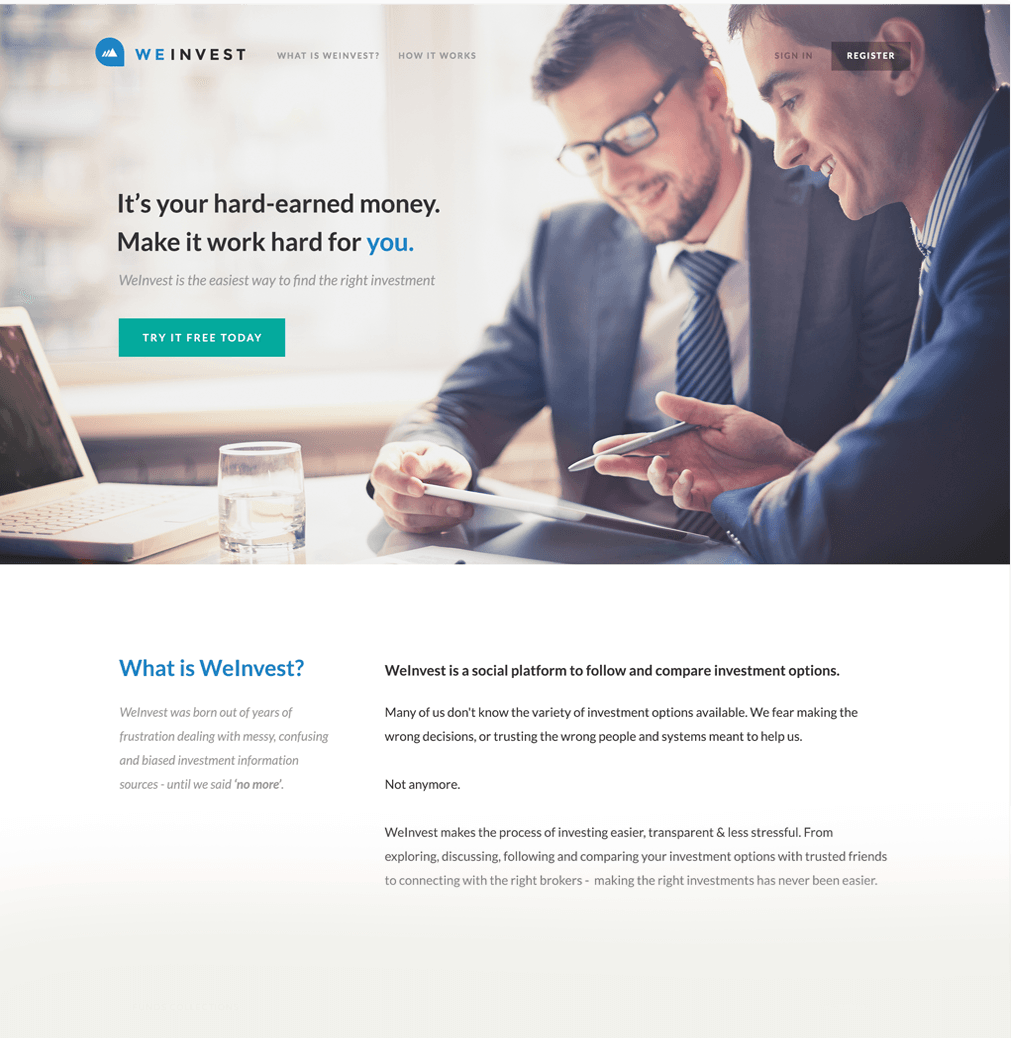 WEINVEST
WHAT IS WEINVEST?
HOW IT WORKS
SIGN IN
REGISTER
It’s your hard-earned money.
Make it work hard for you.
WeInvest is the easiest way to find the right investment
TRY IT FREE TODAY
What is WeInvest?
WeInvest was born out of years of
frustration dealing with messy, confusing
and biased investment information
sources - until we said ‘no more’.
WeInvest is a social platform to follow and compare investment options.
Many of us don't know the variety of investment options available. We fear making the
wrong decisions, or trusting the wrong people and systems meant to help us.
Not anymore.
WeInvest makes the process of investing easier, transparent & less stressful. From
exploring, discussing, following and comparing your investment options with trusted friends
to connecting with the right brokers - making the right investments has never been easier.